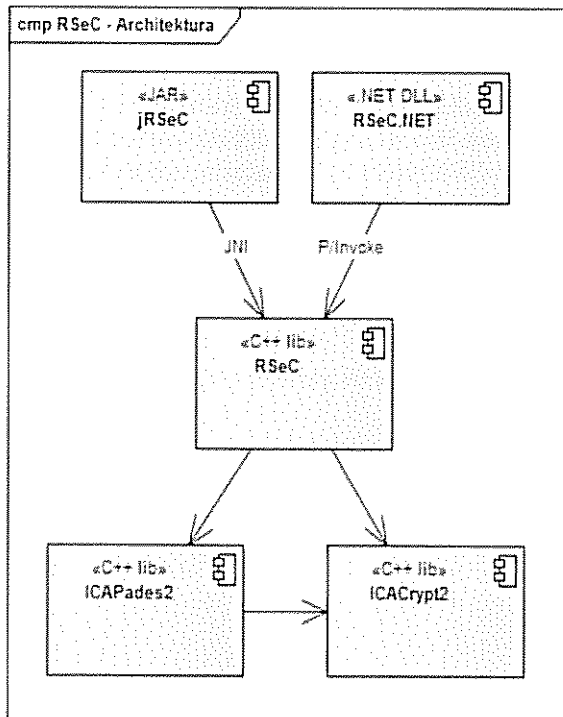 cmp RSeC - Architektura
«JAR»
jRSeC
«.NET DLL»
RSeC.NET
JNI
P/Invoke
«C++ lib»
RSeC
«C++ lib»
ICAPades2
«C++ lib»
ICACrypt2